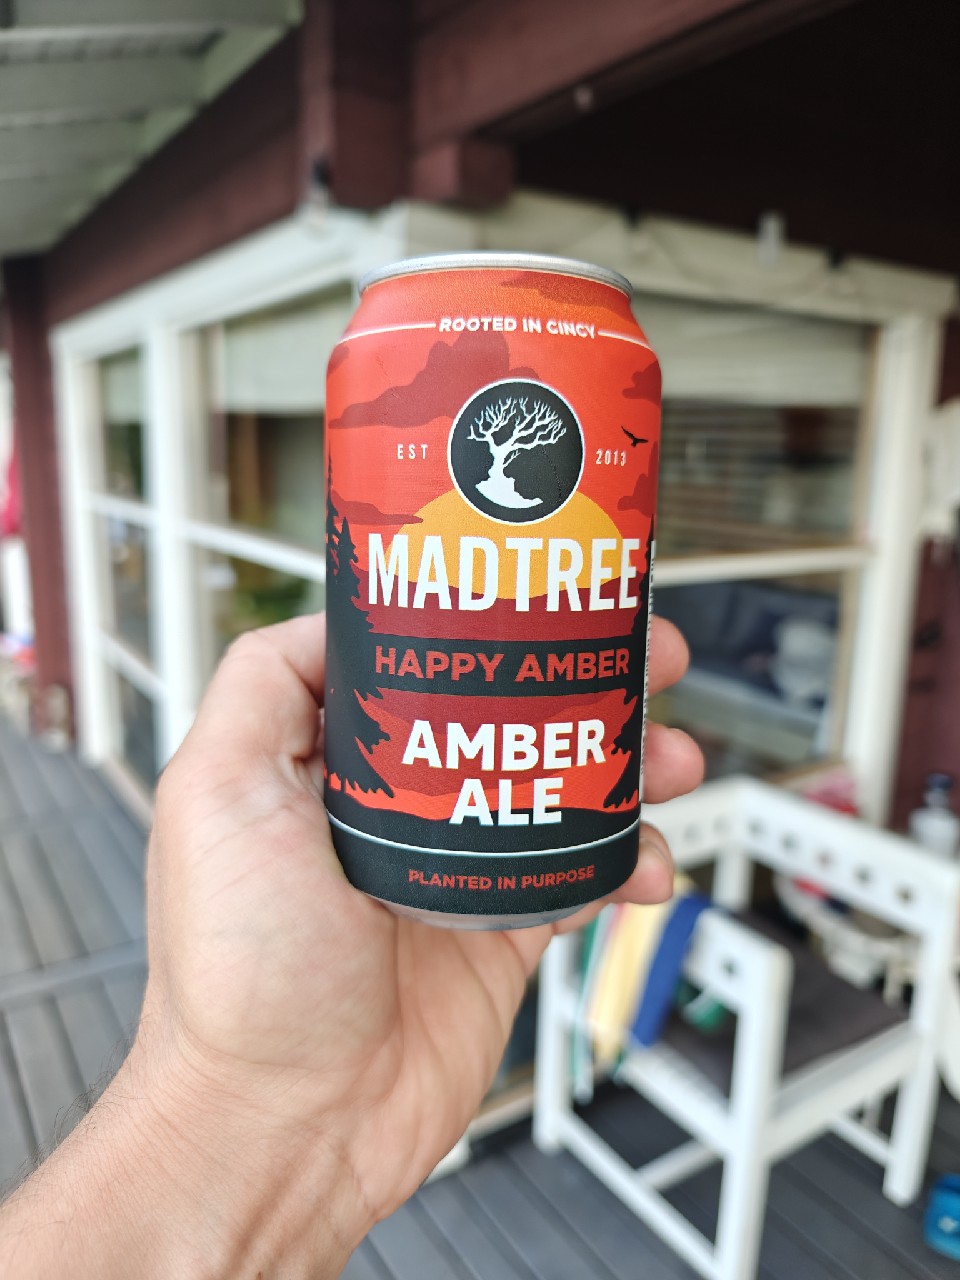 ROOTED IN CINCY
EST 2013
MADTREE
HAPPY AMBER
AMBER
ALE
PLANTED IN PURPOSE